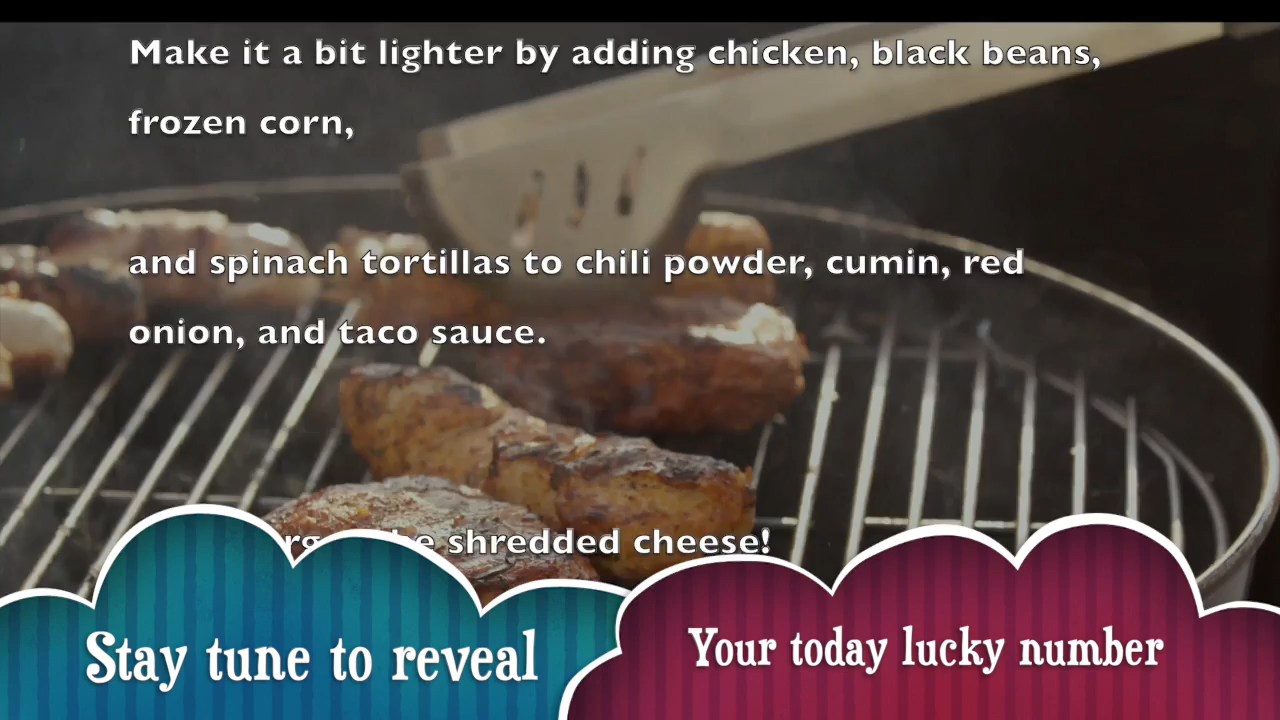 Make it a bit lighter by adding chicken, black beans,
frozen corn,
and spinach tortillas to chili powder, cumin, red
onion, and taco sauce.
shredded cheese!
Stay tune to reveal
Your today lucky number